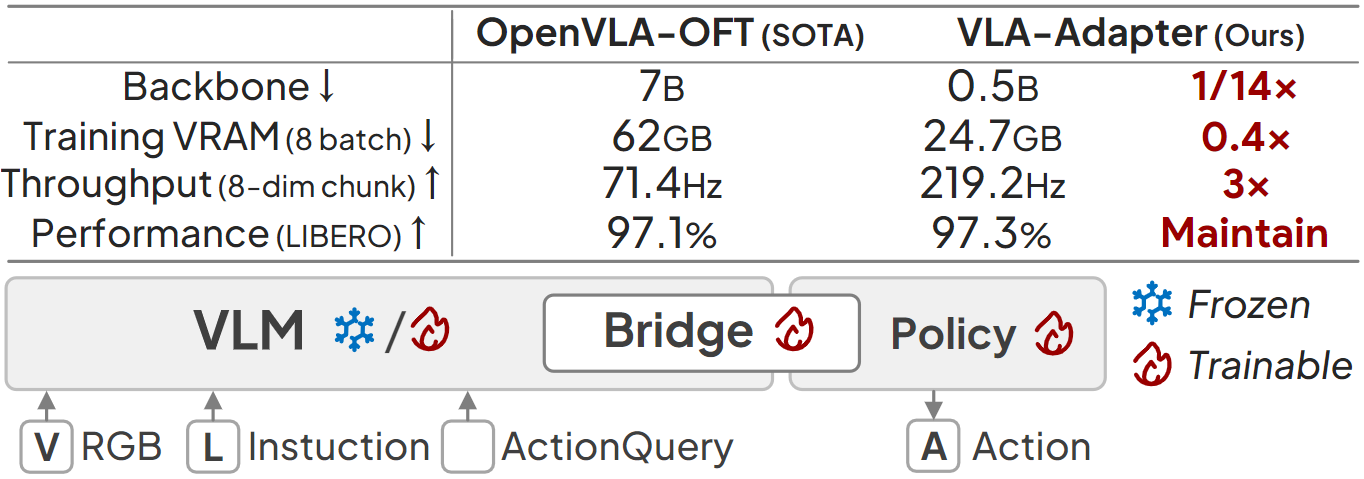 OpenVLA-OFT (SOTA) VLA-Adapter (Ours)
Backbone ↓ 7B 0.5B 1/14×
Training VRAM (8 batch) ↓ 62GB 24.7GB 0.4×
Throughput (8-dim chunk) ↑ 71.4Hz 219.2Hz 3×
Performance (LIBERO) ↑ 97.1% 97.3% Maintain
VLM / Bridge Policy
Frozen
Trainable
V RGB L Instuction ActionQuery A Action